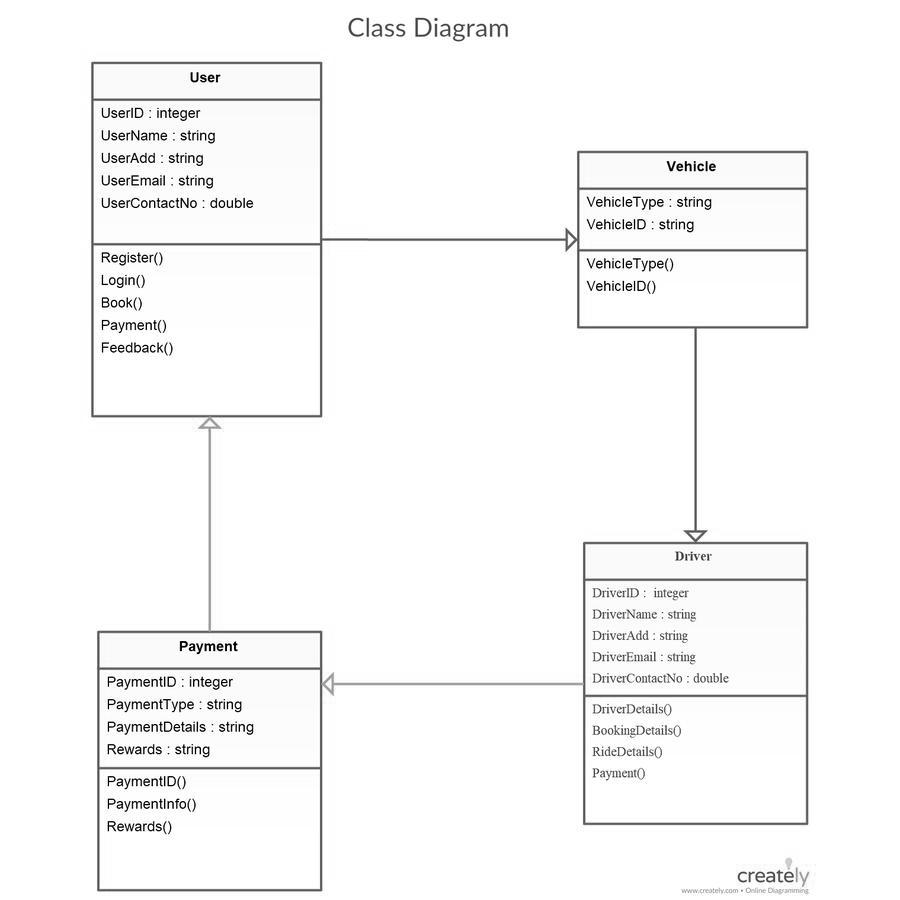 Class Diagram
User
UserID : integer
UserName : string
UserAdd : string
UserEmail : string
UserContactNo : double
Register()
Login()
Book()
Payment()
Feedback()
Vehicle
VehicleType : string
VehicleID : string
VehicleType()
VehicleID()
Payment
PaymentID : integer
PaymentType : string
PaymentDetails : string
Rewards : string
PaymentID()
PaymentInfo()
Rewards()
Driver
DriverID : integer
DriverName : string
DriverAdd : string
DriverEmail : string
DriverContactNo : double
DriverDetails()
BookingDetails()
RideDetails()
Payment()
creately
www.creately.com • Online Diagramming